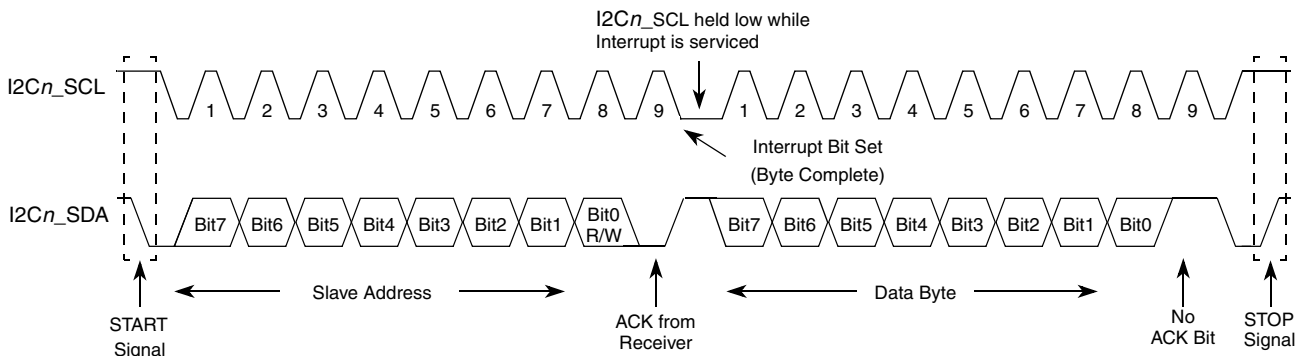 I2Cn_SCL held low while
Interrupt is serviced
I2Cn_SCL
1 2 3 4 5 6 7 8 9 1 2 3 4 5 6 7 8 9
Interrupt Bit Set
(Byte Complete)
I2Cn_SDA
Bit7 Bit6 Bit5 Bit4 Bit3 Bit2 Bit1 Bit0 R/W Bit7 Bit6 Bit5 Bit4 Bit3 Bit2 Bit1 Bit0
Slave Address
Data Byte
START
Signal
ACK from
Receiver
No
ACK Bit
STOP
Signal